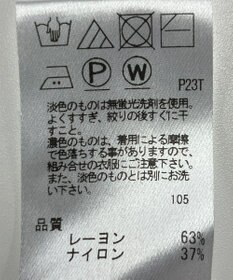 P W
P23T
淡色のものは無蛍光洗剤を使用。
よくすすぎ、絞りの後すぐに干
すこと。
濃色のものは、着用による摩擦
で色落ちする事がありますので、
組み合せの衣服にご注意下さい。
また、淡色のものとは別にお洗
い下さい。
105
品質
レーヨン 63%
ナイロン 37%